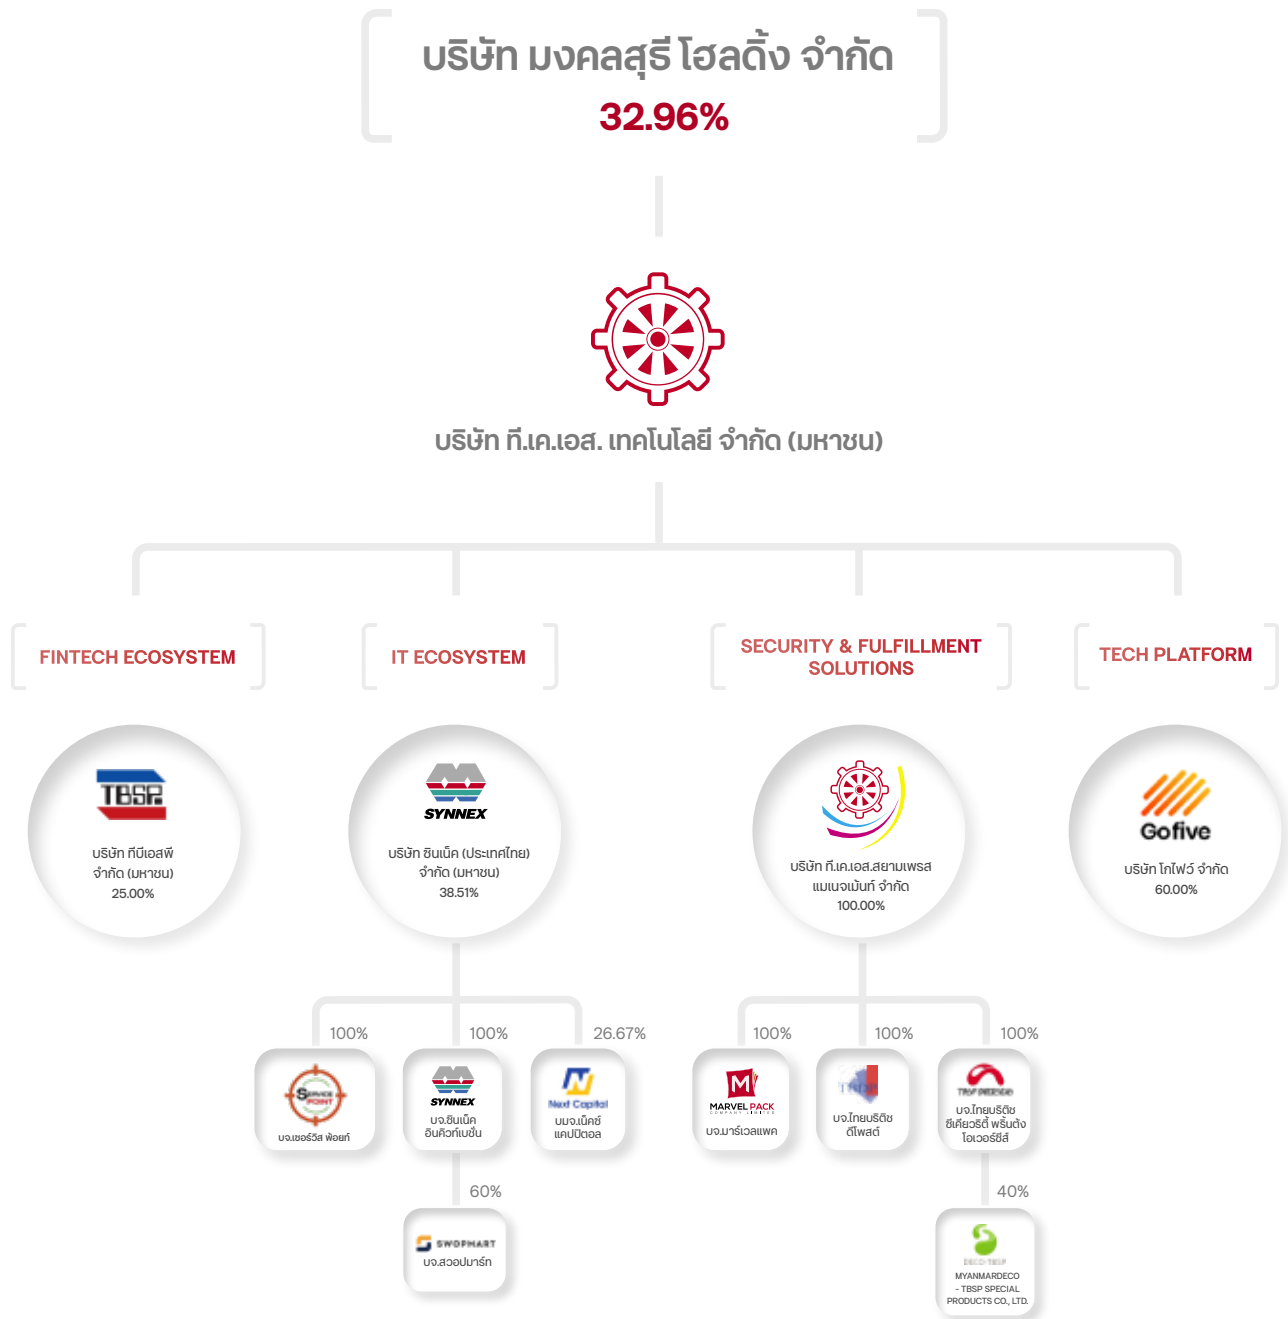 บริษัท มงคลสุธี โฮลดิ้ง จำกัด
32.96%
บริษัท ที.เค.เอส. เทคโนโลยี จำกัด (มหาชน)
FINTECH ECOSYSTEM
IT ECOSYSTEM
SECURITY & FULFILLMENT
SOLUTIONS
TECH PLATFORM
TBSP
บริษัท ทีบีเอสพี
จำกัด (มหาชน)
25.00%
SYNNEX
บริษัท ซินเน็ค (ประเทศไทย)
จำกัด (มหาชน)
38.51%
บริษัท ที.เค.เอส.สยามเพรส
แมเนจเม้นท์ จำกัด
100.00%
Gofive
บริษัท โกไฟว์ จำกัด
60.00%
100%
SERVICE
POINT
บจ.เซอร์วิส พ้อยท์
100%
SYNNEX
บจ.ซินเน็ค
อินคิวท์เบชั่น
26.67%
Next Capital
บมจ.เน็คซ์
แคปปิตอล
100%
M
MARVEL PACK
COMPANY LIMITED
บจ.มาร์เวลแพค
100%
TBDP
บจ.ไทยบริติช
ดีโพสต์
100%
บจ.ไทยบริติช
ซีเคียวริตี้ พริ้นติ้ง
โอเวอร์ซีส์
60%
SWOPMART
บจ.สวอปมาร์ท
40%
DECO-TBSP
MYANMARDECO
- TBSP SPECIAL
PRODUCTS CO., LTD.